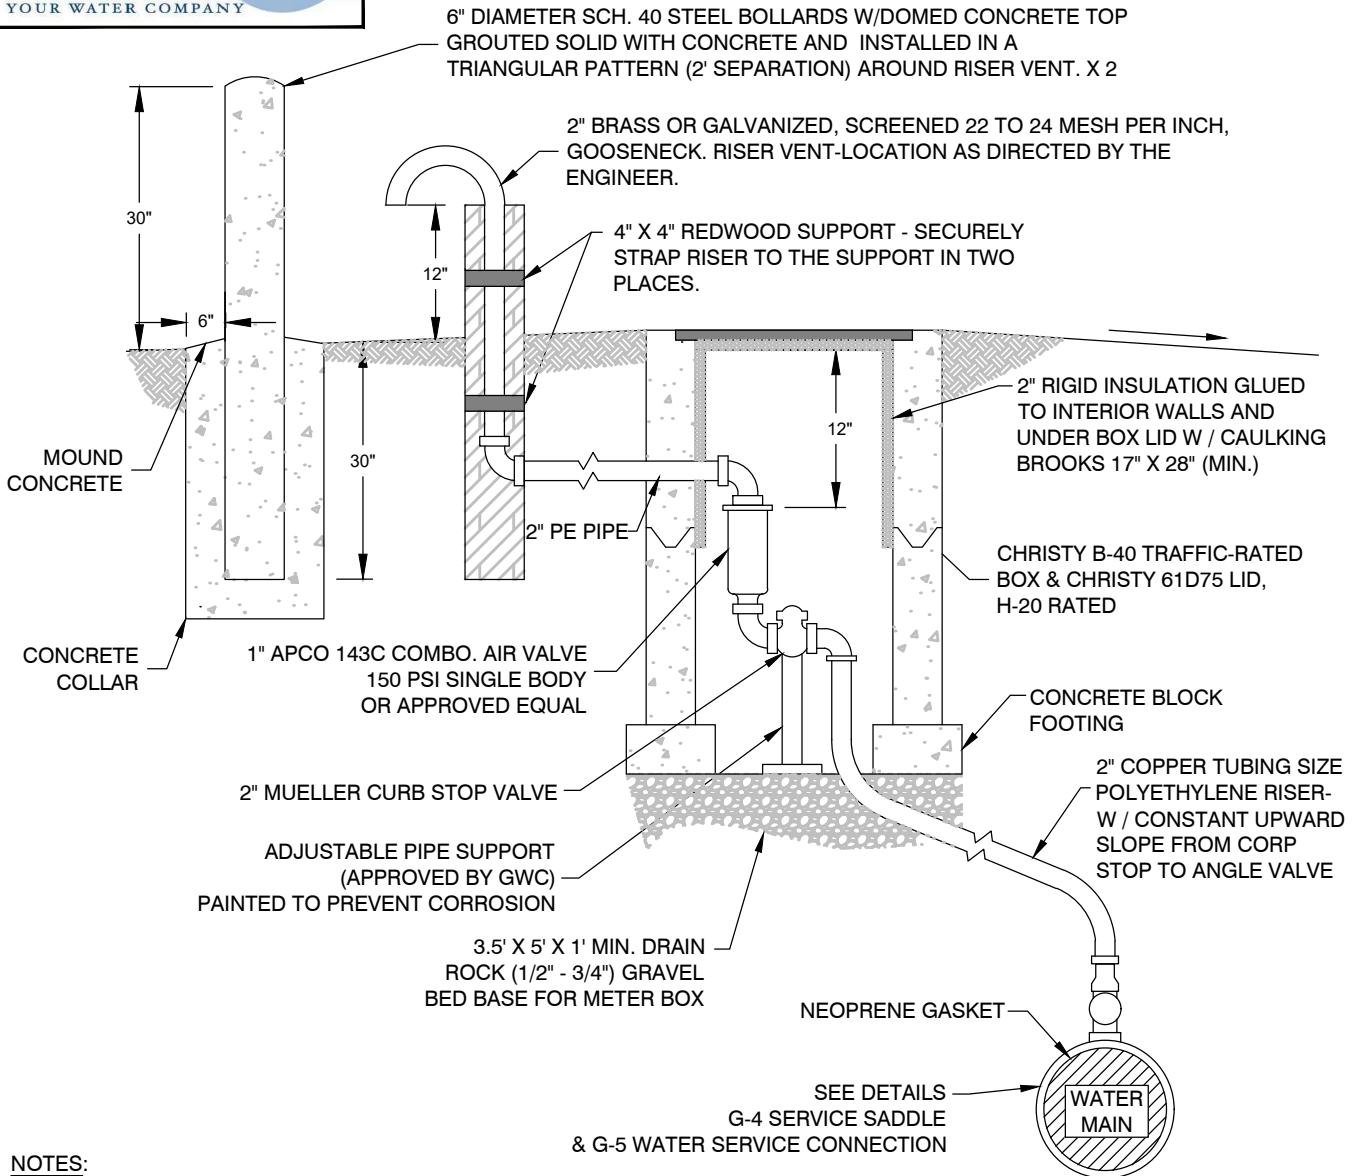 YOUR WATER COMPANY
6" DIAMETER SCH. 40 STEEL BOLLARDS W/DOMED CONCRETE TOP
GROUTED SOLID WITH CONCRETE AND INSTALLED IN A
TRIANGULAR PATTERN (2' SEPARATION) AROUND RISER VENT. X 2
2" BRASS OR GALVANIZED, SCREENED 22 TO 24 MESH PER INCH,
GOOSENECK. RISER VENT-LOCATION AS DIRECTED BY THE
ENGINEER.
30"
12"
4" X 4" REDWOOD SUPPORT - SECURELY
STRAP RISER TO THE SUPPORT IN TWO
PLACES.
6"
2" RIGID INSULATION GLUED
TO INTERIOR WALLS AND
UNDER BOX LID W / CAULKING
BROOKS 17" X 28" (MIN.)
12"
MOUND
CONCRETE
30"
2" PE PIPE
CHRISTY B-40 TRAFFIC-RATED
BOX & CHRISTY 61D75 LID,
H-20 RATED
CONCRETE
COLLAR
1" APCO 143C COMBO. AIR VALVE
150 PSI SINGLE BODY
OR APPROVED EQUAL
CONCRETE BLOCK
FOOTING
2" MUELLER CURB STOP VALVE
2" COPPER TUBING SIZE
POLYETHYLENE RISER-
W / CONSTANT UPWARD
SLOPE FROM CORP
STOP TO ANGLE VALVE
ADJUSTABLE PIPE SUPPORT
(APPROVED BY GWC)
PAINTED TO PREVENT CORROSION
3.5' X 5' X 1' MIN. DRAIN
ROCK (1/2" - 3/4") GRAVEL
BED BASE FOR METER BOX
NEOPRENE GASKET
SEE DETAILS
G-4 SERVICE SADDLE
& G-5 WATER SERVICE CONNECTION
WATER
MAIN
NOTES: